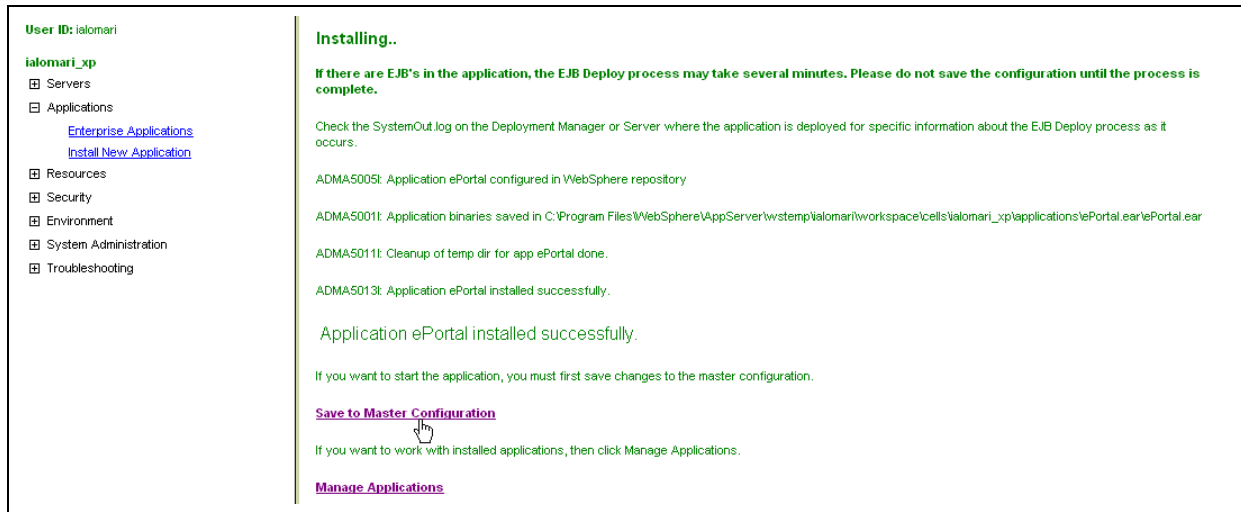 User ID: ialomari
ialomari_xp
Servers
Applications
Enterprise Applications
Install New Application
Resources
Security
Environment
System Administration
Troubleshooting
Installing..
If there are EJB's in the application, the EJB Deploy process may take several minutes. Please do not save the configuration until the process is
complete.
Check the SystemOut.log on the Deployment Manager or Server where the application is deployed for specific information about the EJB Deploy process as it
occurs.
ADMA5005I: Application ePortal configured in WebSphere repository
ADMA5001I: Application binaries saved in C:\Program Files\WebSphere\AppServer\wstemp\ialomari\workspace\cells\ialomari_xp\applications\ePortal.ear\ePortal.ear
ADMA5011I: Cleanup of temp dir for app ePortal done.
ADMA5013I: Application ePortal installed successfully.
Application ePortal installed successfully.
If you want to start the application, you must first save changes to the master configuration.
Save to Master Configuration
If you want to work with installed applications, then click Manage Applications.
Manage Applications